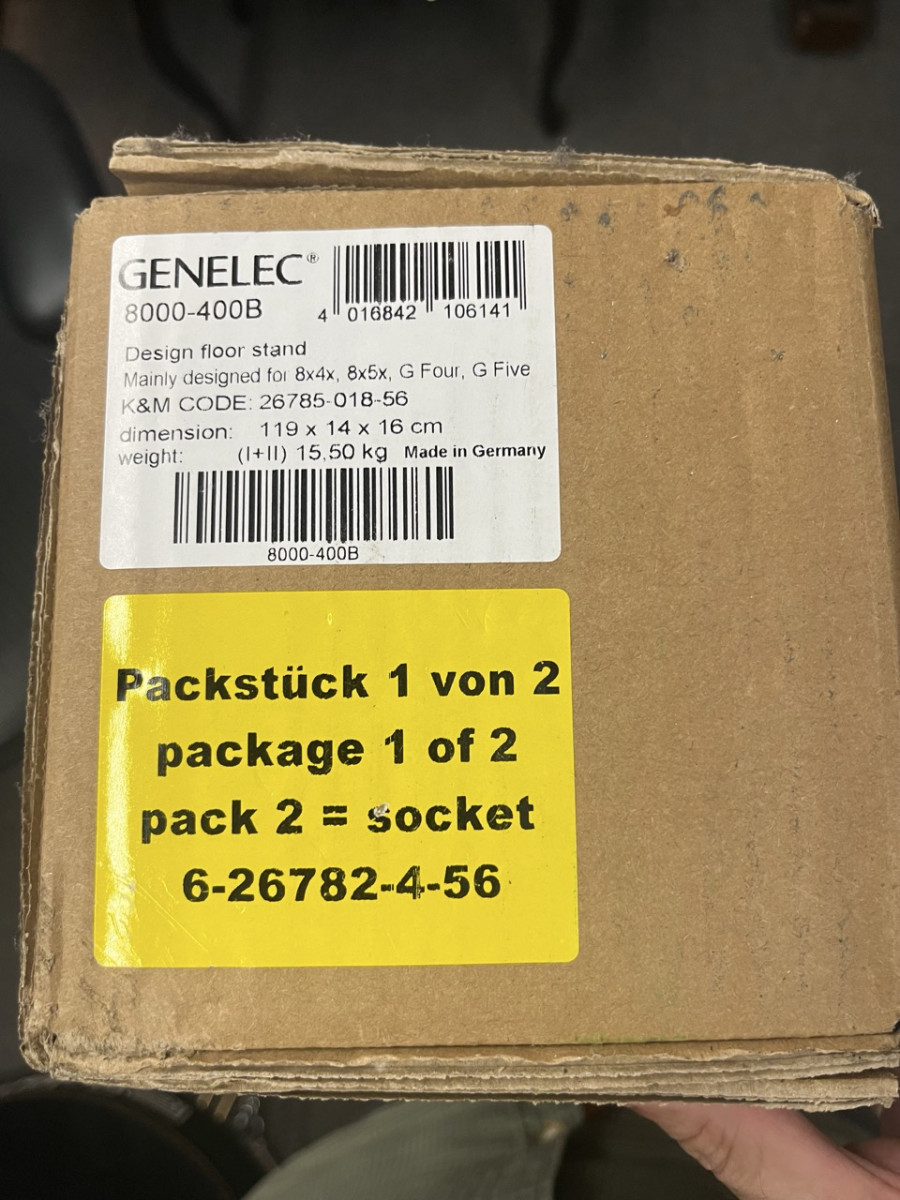 GENELEC®
8000-400B
4 016842 106141
Design floor stand
Mainly designed for 8x4x, 8x5x, G Four, G Five
K&M CODE: 26785-018-56
dimension: 119 x 14 x 16 cm
weight: (I+II) 15,50 kg Made in Germany
8000-400B
Packstück 1 von 2
package 1 of 2
pack 2 = socket
6-26782-4-56